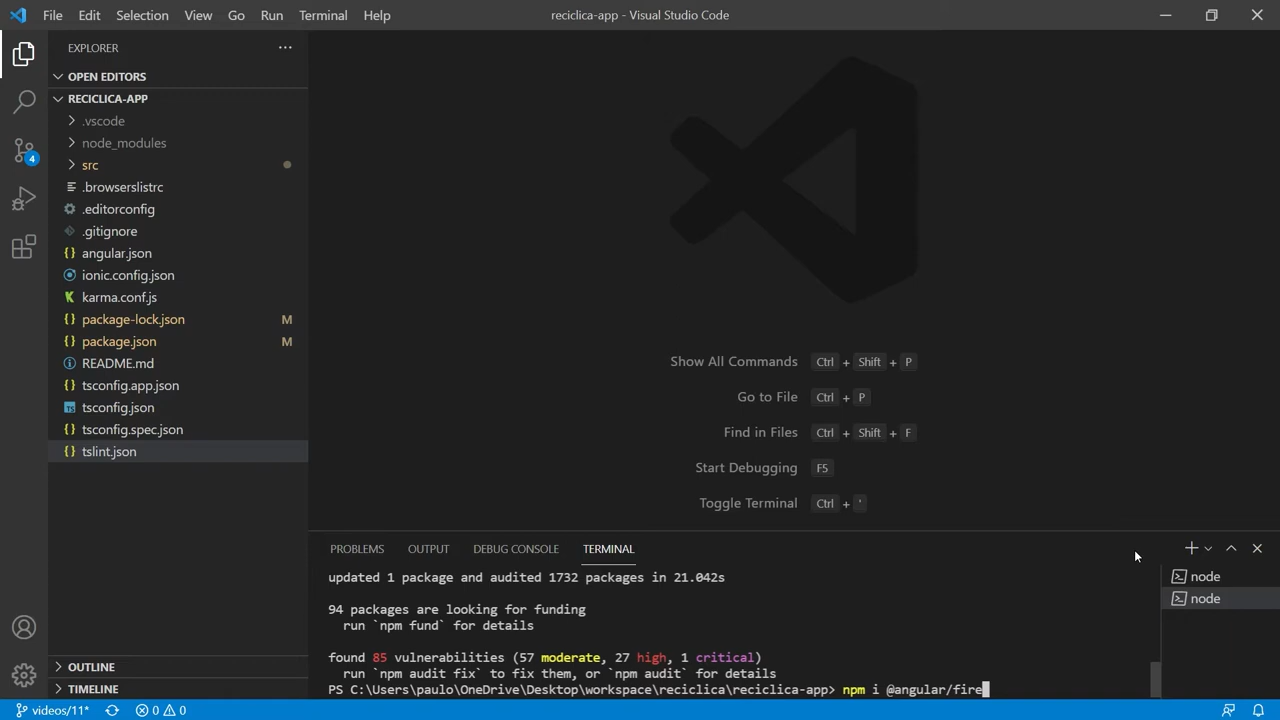 File Edit Selection View Go Run Terminal Help
reciclica-app - Visual Studio Code
EXPLORER
OPEN EDITORS
RECICLICA-APP
.vscode
node_modules
src
.browserslistrc
.editorconfig
.gitignore
angular.json
ionic.config.json
karma.conf.js
package-lock.json M
package.json M
README.md
tsconfig.app.json
tsconfig.json
tsconfig.spec.json
tslint.json
OUTLINE
TIMELINE
4
Show All Commands Ctrl + Shift + P
Go to File Ctrl + P
Find in Files Ctrl + Shift + F
Start Debugging F5
Toggle Terminal Ctrl + '
PROBLEMS OUTPUT DEBUG CONSOLE TERMINAL
updated 1 package and audited 1732 packages in 21.042s
94 packages are looking for funding
run `npm fund` for details
found 85 vulnerabilities (57 moderate, 27 high, 1 critical)
run `npm audit fix` to fix them, or `npm audit` for details
PS C:\Users\paulo\OneDrive\Desktop\workspace\reciclica\reciclica-app> npm i @angular/fire
node
node
videos/11* 0 0